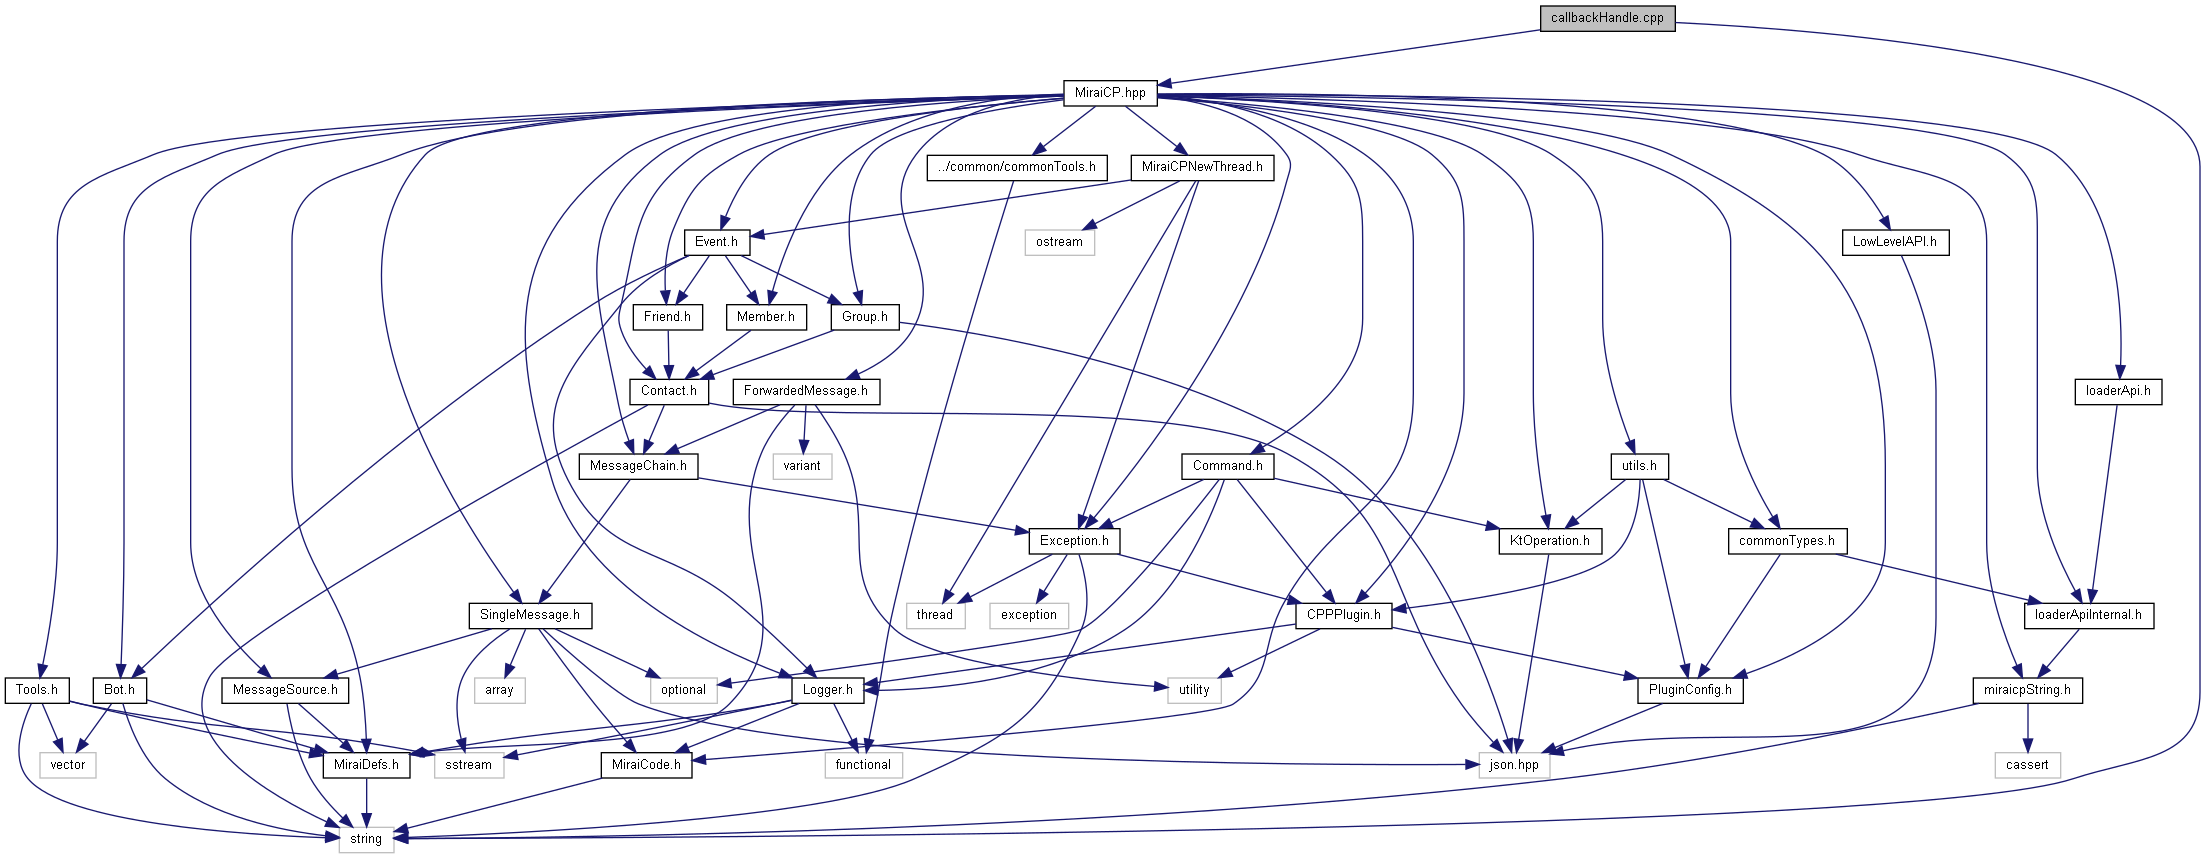 callbackHandle.cpp
MiraiCP.hpp
../common/commonTools.h
MiraiCPNewThread.h
Event.h
ostream
LowLevelAPI.h
Friend.h
Member.h
Group.h
Contact.h
ForwardedMessage.h
loaderApi.h
MessageChain.h
variant
Command.h
utils.h
Exception.h
KtOperation.h
commonTypes.h
SingleMessage.h
thread
exception
CPPPlugin.h
loaderApiInternal.h
Tools.h
Bot.h
MessageSource.h
array
optional
Logger.h
utility
PluginConfig.h
miraicpString.h
vector
MiraiDefs.h
sstream
MiraiCode.h
functional
json.hpp
cassert
string